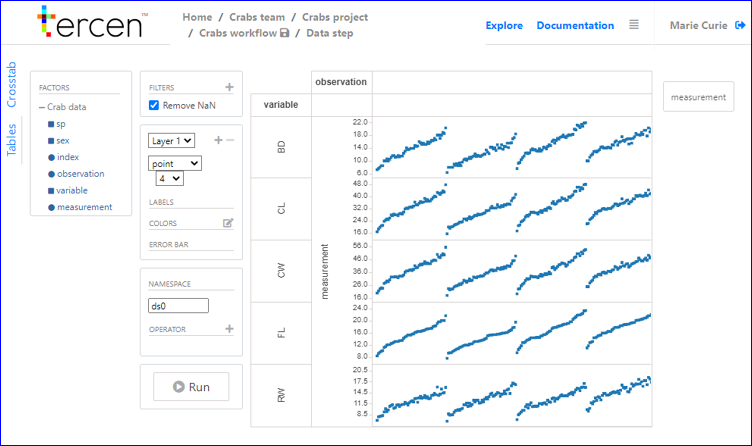 tercen™
Home / Crabs team / Crabs project
/ Crabs workflow / Data step
Explore
Documentation
Marie Curie
Crosstab
Tables
FACTORS
Crab data
sp
sex
index
observation
variable
measurement
FILTERS
Remove NaN
Layer 1
point
4
LABELS
COLORS
ERROR BAR
NAMESPACE
ds0
OPERATOR
Run
observation
variable
measurement
BD
22.0
18.0
14.0
10.0
6.0
CL
48.0
40.0
32.0
24.0
16.0
CW
56.0
46.0
36.0
26.0
16.0
FL
24.0
20.0
16.0
12.0
8.0
RW
20.5
17.5
14.5
11.5
8.5
measurement